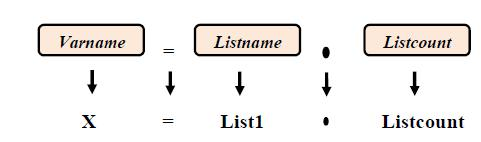 Varname = Listname • Listcount
X = List1 • Listcount